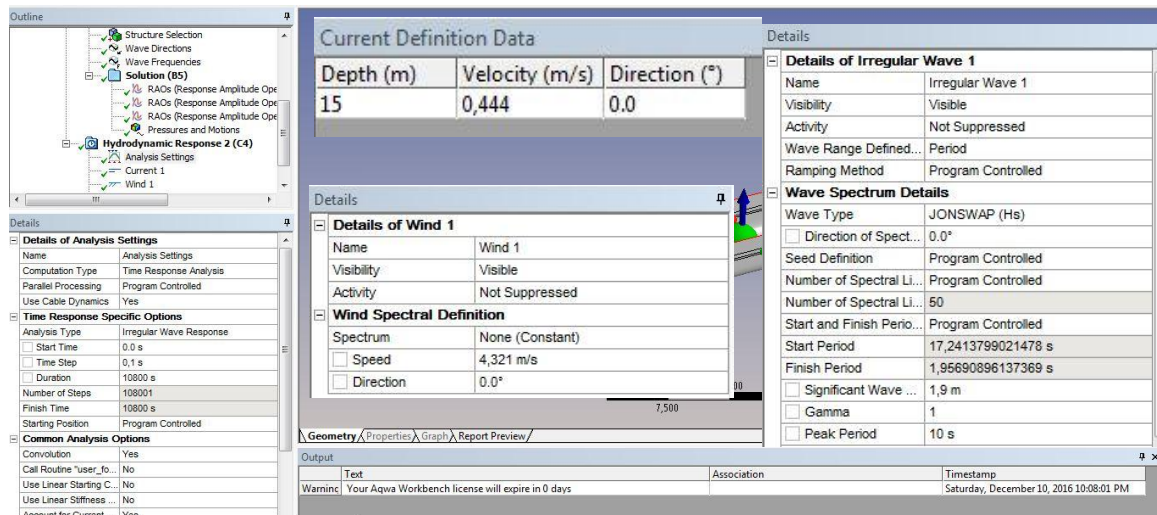 Outline
Structure Selection
Wave Directions
Wave Frequencies
Solution (B5)
RAOs (Response Amplitude Ope
RAOs (Response Amplitude Ope
RAOs (Response Amplitude Ope
Pressures and Motions
Hydrodynamic Response 2 (C4)
Analysis Settings
Current 1
Wind 1
Details
Details of Analysis Settings
Name Analysis Settings
Computation Type Time Response Analysis
Parallel Processing Program Controlled
Use Cable Dynamics Yes
Time Response Specific Options
Analysis Type Irregular Wave Response
Start Time 0.0 s
Time Step 0,1 s
Duration 10800 s
Number of Steps 108001
Finish Time 10800 s
Starting Position Program Controlled
Common Analysis Options
Convolution Yes
Call Routine "user_fo... No
Use Linear Starting C... No
Use Linear Stiffness ... No
Account for Current Yes
Current Definition Data
Depth (m) Velocity (m/s) Direction (°)
15 0,444 0.0
Details
Details of Wind 1
Name Wind 1
Visibility Visible
Activity Not Suppressed
Wind Spectral Definition
Spectrum None (Constant)
Speed 4,321 m/s
Direction 0.0°
00
7,500
Geometry Properties Graph Report Preview
Details
Details of Irregular Wave 1
Name Irregular Wave 1
Visibility Visible
Activity Not Suppressed
Wave Range Defined... Period
Ramping Method Program Controlled
Wave Spectrum Details
Wave Type JONSWAP (Hs)
Direction of Spect... 0.0°
Seed Definition Program Controlled
Number of Spectral Li... Program Controlled
Number of Spectral Li... 50
Start and Finish Perio... Program Controlled
Start Period 17,2413799021478 s
Finish Period 1,95690896137369 s
Significant Wave ... 1,9 m
Gamma 1
Peak Period 10 s
Output
Text Association Timestamp
Warninc Your Aqwa Workbench license will expire in 0 days Saturday, December 10, 2016 10:08:01 PM